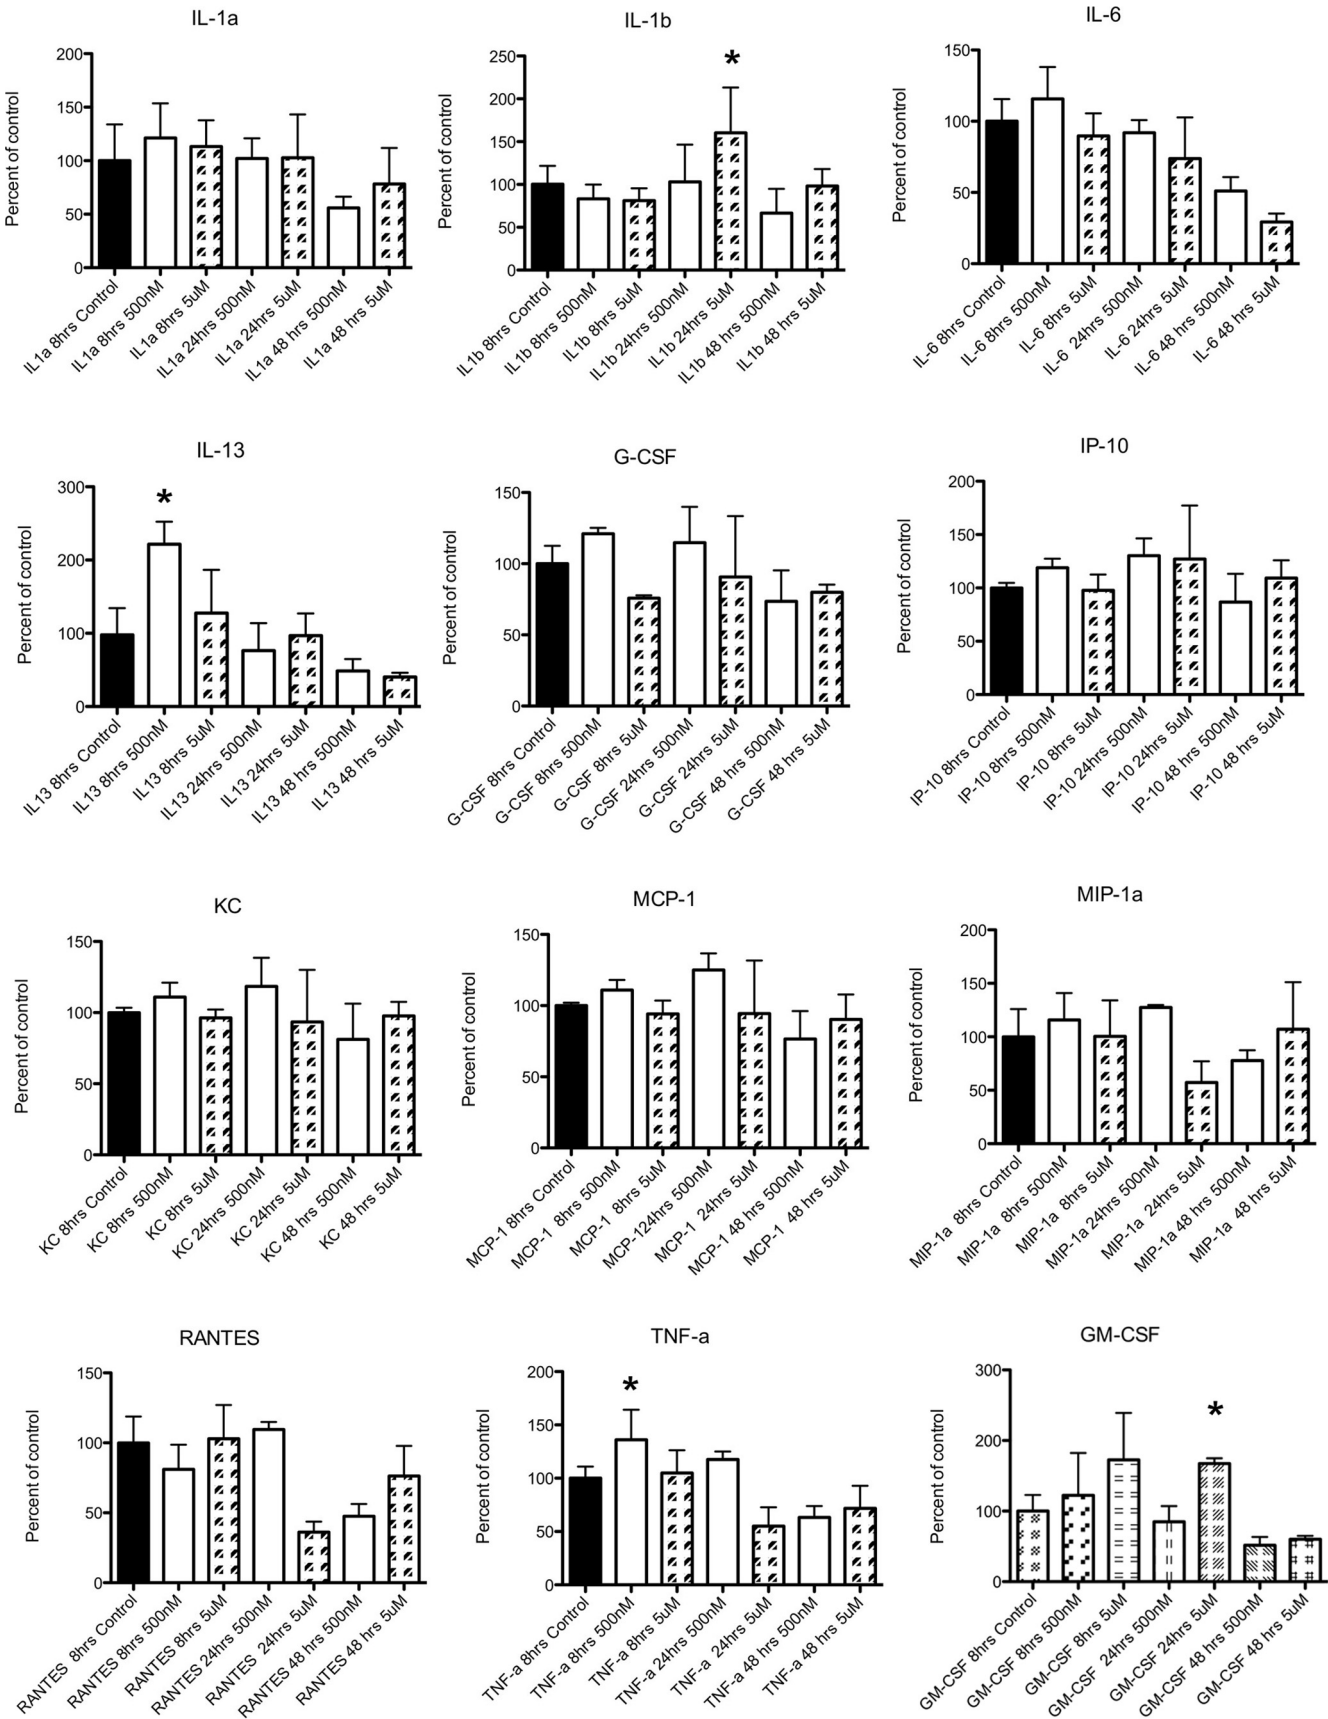 IL-1a
Percent of control
200
150
100
50
0
IL1a 8hrs Control
IL1a 8hrs 500nM
IL1a 8hrs 5uM
IL1a 24hrs 500nM
IL1a 24hrs 5uM
IL1a 48 hrs 500nM
IL1a 48 hrs 5uM
IL-1b
Percent of control
250
200
150
100
50
0
*
IL1b 8hrs Control
IL1b 8hrs 500nM
IL1b 8hrs 5uM
IL1b 24hrs 500nM
IL1b 24hrs 5uM
IL1b 48 hrs 500nM
IL1b 48 hrs 5uM
IL-6
Percent of control
150
100
50
0
IL-6 8hrs Control
IL-6 8hrs 500nM
IL-6 8hrs 5uM
IL-6 24hrs 500nM
IL-6 24hrs 5uM
IL-6 48 hrs 500nM
IL-6 48 hrs 5uM
IL-13
Percent of control
300
200
100
0
*
IL13 8hrs Control
IL13 8hrs 500nM
IL13 8hrs 5uM
IL13 24hrs 500nM
IL13 24hrs 5uM
IL13 48 hrs 500nM
IL13 48 hrs 5uM
G-CSF
Percent of control
150
100
50
0
G-CSF 8hrs Control
G-CSF 8hrs 500nM
G-CSF 8hrs 5uM
G-CSF 24hrs 500nM
G-CSF 24hrs 5uM
G-CSF 48 hrs 500nM
G-CSF 48 hrs 5uM
IP-10
Percent of control
200
150
100
50
0
IP-10 8hrs Control
IP-10 8hrs 500nM
IP-10 8hrs 5uM
IP-10 24hrs 500nM
IP-10 24hrs 5uM
IP-10 48 hrs 500nM
IP-10 48 hrs 5uM
KC
Percent of control
150
100
50
0
KC 8hrs Control
KC 8hrs 500nM
KC 8hrs 5uM
KC 24hrs 500nM
KC 24hrs 5uM
KC 48 hrs 500nM
KC 48 hrs 5uM
MCP-1
Percent of control
150
100
50
0
MCP-1 8hrs Control
MCP-1 8hrs 500nM
MCP-1 8hrs 5uM
MCP-124hrs 500nM
MCP-1 24hrs 5uM
MCP-1 48 hrs 500nM
MCP-1 48 hrs 5uM
MIP-1a
Percent of control
200
150
100
50
0
MIP-1a 8hrs Control
MIP-1a 8hrs 500nM
MIP-1a 8hrs 5uM
MIP-1a 24hrs 500nM
MIP-1a 24hrs 5uM
MIP-1a 48 hrs 500nM
MIP-1a 48 hrs 5uM
RANTES
Percent of control
150
100
50
0
RANTES 8hrs Control
RANTES 8hrs 500nM
RANTES 8hrs 5uM
RANTES 24hrs 500nM
RANTES 24hrs 5uM
RANTES 48 hrs 500nM
RANTES 48 hrs 5uM
TNF-a
Percent of control
200
150
100
50
0
*
TNF-a 8hrs Control
TNF-a 8hrs 500nM
TNF-a 8hrs 5uM
TNF-a 24hrs 500nM
TNF-a 24hrs 5uM
TNF-a 48 hrs 500nM
TNF-a 48 hrs 5uM
GM-CSF
Percent of control
300
200
100
0
*
GM-CSF 8hrs Control
GM-CSF 8hrs 500nM
GM-CSF 8hrs 5uM
GM-CSF 24hrs 500nM
GM-CSF 24hrs 5uM
GM-CSF 48 hrs 500nM
GM-CSF 48 hrs 5uM